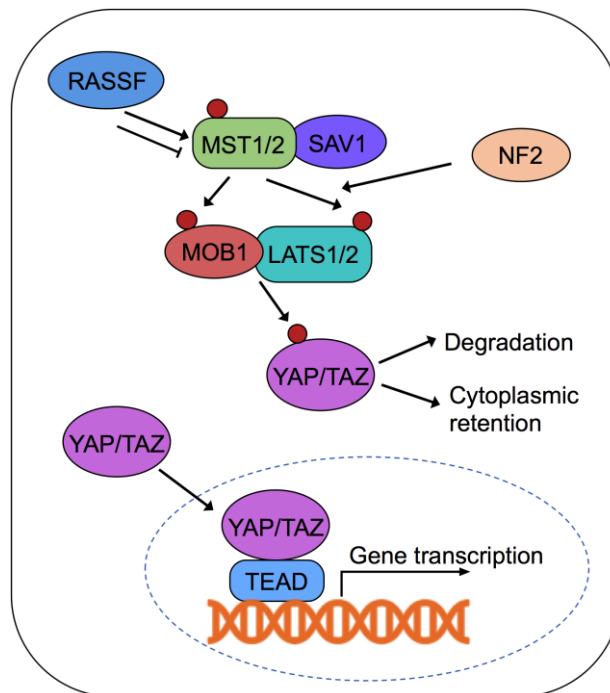 RASSF
MST1/2
SAV1
NF2
MOB1
LATS1/2
YAP/TAZ
Degradation
Cytoplasmic
retention
YAP/TAZ
YAP/TAZ
Gene transcription
TEAD